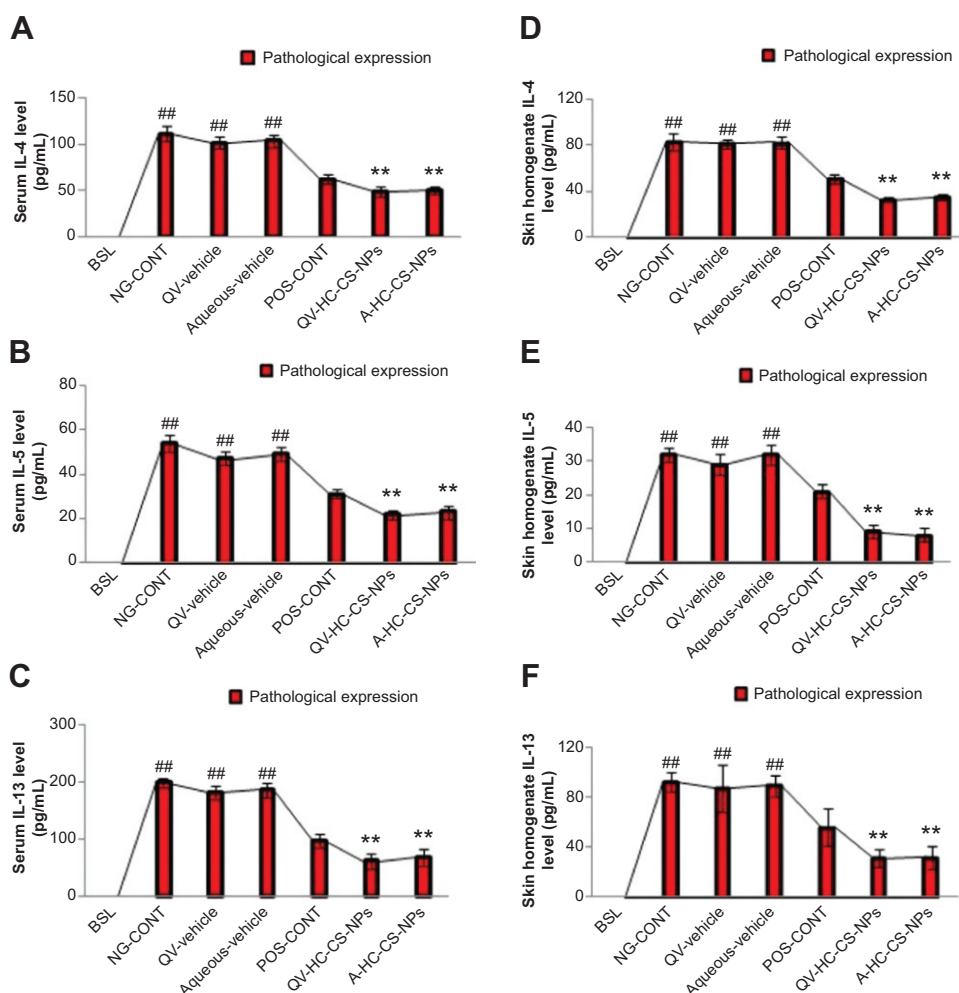 A
Pathological expression
Serum IL-4 level
(pg/mL)
150
100
50
0
##
##
##
**
**
BSL
NG-CONT
QV-vehicle
Aqueous-vehicle
POS-CONT
QV-HC-CS-NPs
A-HC-CS-NPs
B
Pathological expression
Serum IL-5 level
(pg/mL)
80
60
40
20
0
##
##
##
**
**
BSL
NG-CONT
QV-vehicle
Aqueous-vehicle
POS-CONT
QV-HC-CS-NPs
A-HC-CS-NPs
C
Pathological expression
Serum IL-13 level
(pg/mL)
300
200
100
0
##
##
##
**
**
BSL
NG-CONT
QV-vehicle
Aqueous-vehicle
POS-CONT
QV-HC-CS-NPs
A-HC-CS-NPs
D
Pathological expression
Skin homogenate IL-4
level (pg/mL)
120
80
40
0
##
##
##
**
**
BSL
NG-CONT
QV-vehicle
Aqueous-vehicle
POS-CONT
QV-HC-CS-NPs
A-HC-CS-NPs
E
Pathological expression
Skin homogenate IL-5
level (pg/mL)
40
30
20
10
0
##
##
##
**
**
BSL
NG-CONT
QV-vehicle
Aqueous-vehicle
POS-CONT
QV-HC-CS-NPs
A-HC-CS-NPs
F
Pathological expression
Skin homogenate IL-13
level (pg/mL)
120
80
40
0
##
##
##
**
**
BSL
NG-CONT
QV-vehicle
Aqueous-vehicle
POS-CONT
QV-HC-CS-NPs
A-HC-CS-NPs